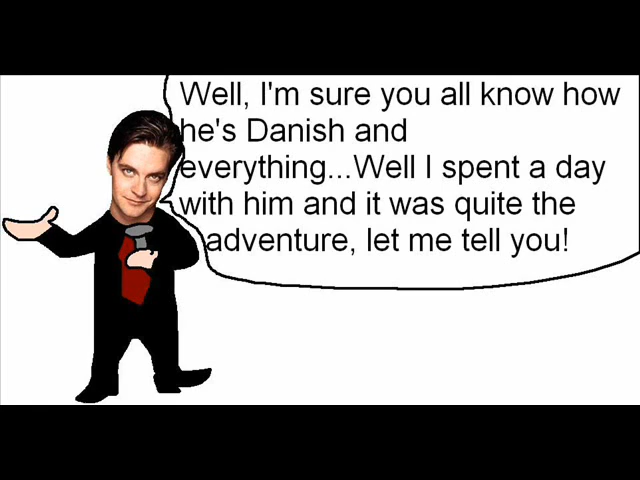 Well, I'm sure you all know how
he's Danish and
everything...Well I spent a day
with him and it was quite the
adventure, let me tell you!